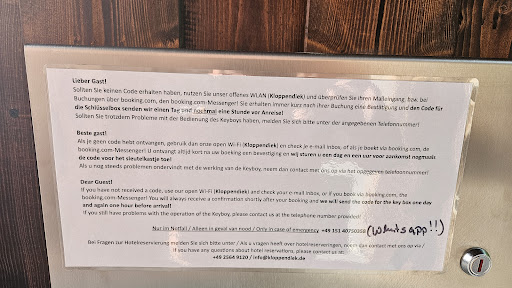 Lieber Gast!
Sollten Sie keinen Code erhalten haben, nutzen Sie unser offenes WLAN (Kloppendiek) und überprüfen Sie Ihren Maileingang, bzw. bei
Buchungen über booking.com, den booking.com-Messenger! Sie erhalten immer kurz nach Ihrer Buchung eine Bestätigung und den Code für
die Schlüsselbox senden wir einen Tag und nochmal eine Stunde vor Anreise!
Sollten Sie trotzdem Probleme mit der Bedienung des Keyboys haben, melden Sie sich bitte unter der angegebenen Telefonnummer!
Beste gast!
Als je geen code hebt ontvangen, gebruik dan onze open Wi-Fi (Kloppendiek) en check je e-mail inbox, of als je boekt via booking.com, de
booking.com-Messenger! U ontvangt altijd kort na uw boeking een bevestiging en wij sturen u een dag en een uur voor aankomst nogmaals
de code voor het sleutelkastje toe!
Als u nog steeds problemen ondervindt met de werking van de Keyboy, neem dan contact met ons op via het opgegeven telefoonnummer!
Dear Guest!
If you have not received a code, use our open Wi-Fi (Kloppendiek) and check your e-mail inbox, or if you book via booking.com, the
booking.com-Messenger! You will always receive a confirmation shortly after your booking and we will send the code for the key box one day
and again one hour before arrival!
If you still have problems with the operation of the Keyboy, please contact us at the telephone number provided!
Nur im Notfall / Alleen in geval van nood / Only in case of emergency +49 151 40750358 (WhatsApp!!)
Bei Fragen zur Hotelreservierung melden Sie sich bitte unter / Als u vragen heeft over hotelreserveringen, neem dan contact met ons op via /
If you have any questions about hotel reservations, please contact us at:
+49 2564 9120 / info@kloppendiek.de